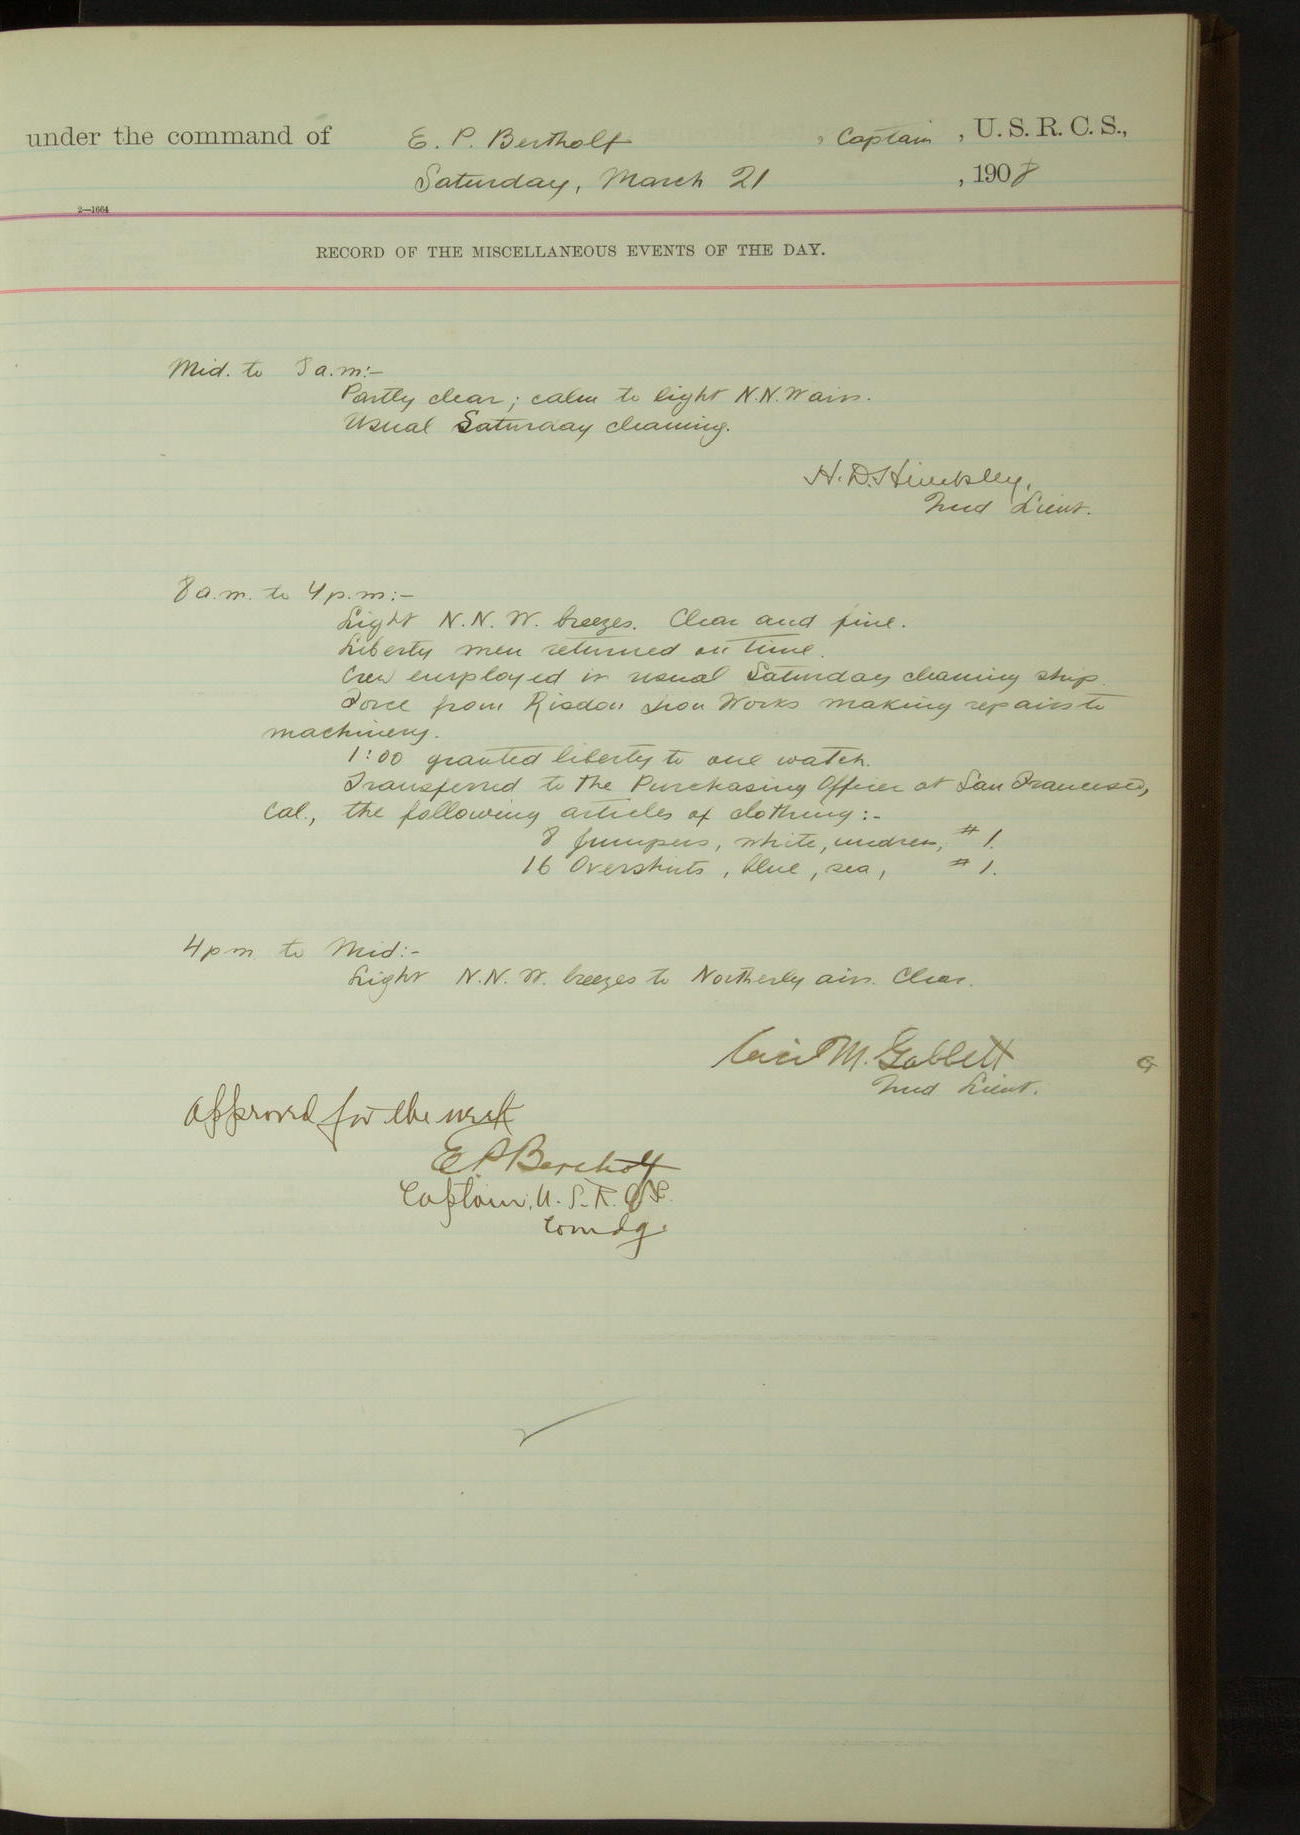 under the command of E. P. Bertholf , Captain , U. S. R. C. S.,
Saturday, March 21 , 1908
2—1664
RECORD OF THE MISCELLANEOUS EVENTS OF THE DAY.
Mid. to 8 a.m:-
Partly clear; calm to light N.N.W airs.
Usual Saturday cleaning.
H. D. Hinckley,
2nd Lieut.
8 a.m. to 4 p.m:-
Light N. N. W. breezes. Clear and fine.
Liberty men returned on time.
Crew employed in usual Saturday cleaning ship.
Force from Risdon Iron Works making repairs to
machinery.
1:00 granted liberty to one watch.
Transferred to the Purchasing Officer at San Francisco,
Cal., the following articles of clothing:-
8 Jumpers, white, undress, # 1.
16 Overshirts, blue, sea, # 1.
4 pm to Mid:-
Light N. N. W. breezes to Northerly airs. Clear.
Cecil M. Gabbett
2nd Lieut.
G
Approved for the week
E P Bertholf
Captain, U. S. R. C. S.
Comdg.